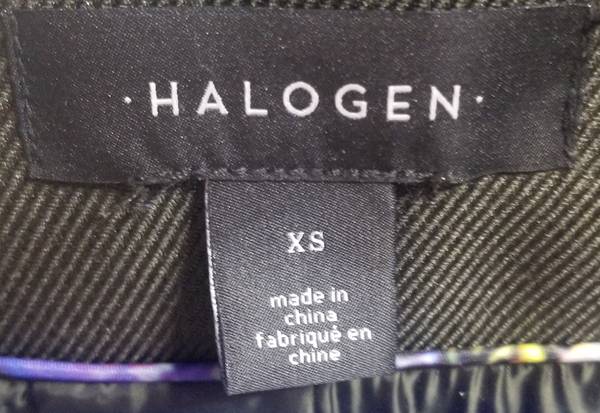 · HALOGEN ·
XS
made in
china
fabriqué en
chine